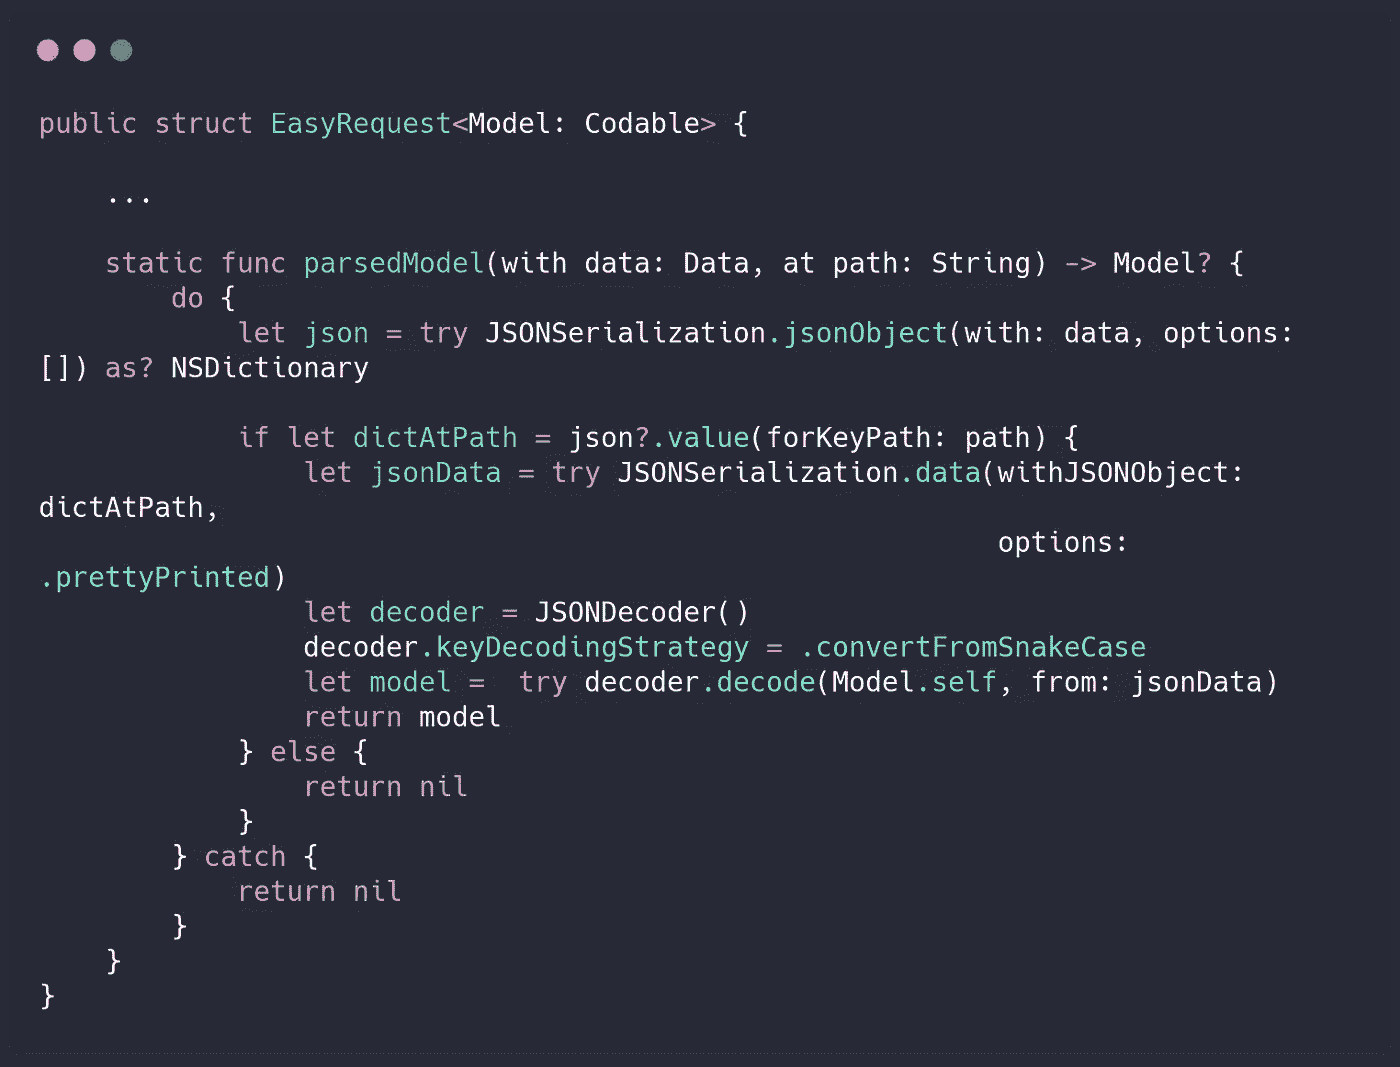 public struct EasyRequest<Model: Codable> {
...
static func parsedModel(with data: Data, at path: String) -> Model? {
do {
let json = try JSONSerialization.jsonObject(with: data, options:
[]) as? NSDictionary
if let dictAtPath = json?.value(forKeyPath: path) {
let jsonData = try JSONSerialization.data(withJSONObject:
dictAtPath,
options:
.prettyPrinted)
let decoder = JSONDecoder()
decoder.keyDecodingStrategy = .convertFromSnakeCase
let model =  try decoder.decode(Model.self, from: jsonData)
return model
} else {
return nil
}
} catch {
return nil
}
}
}